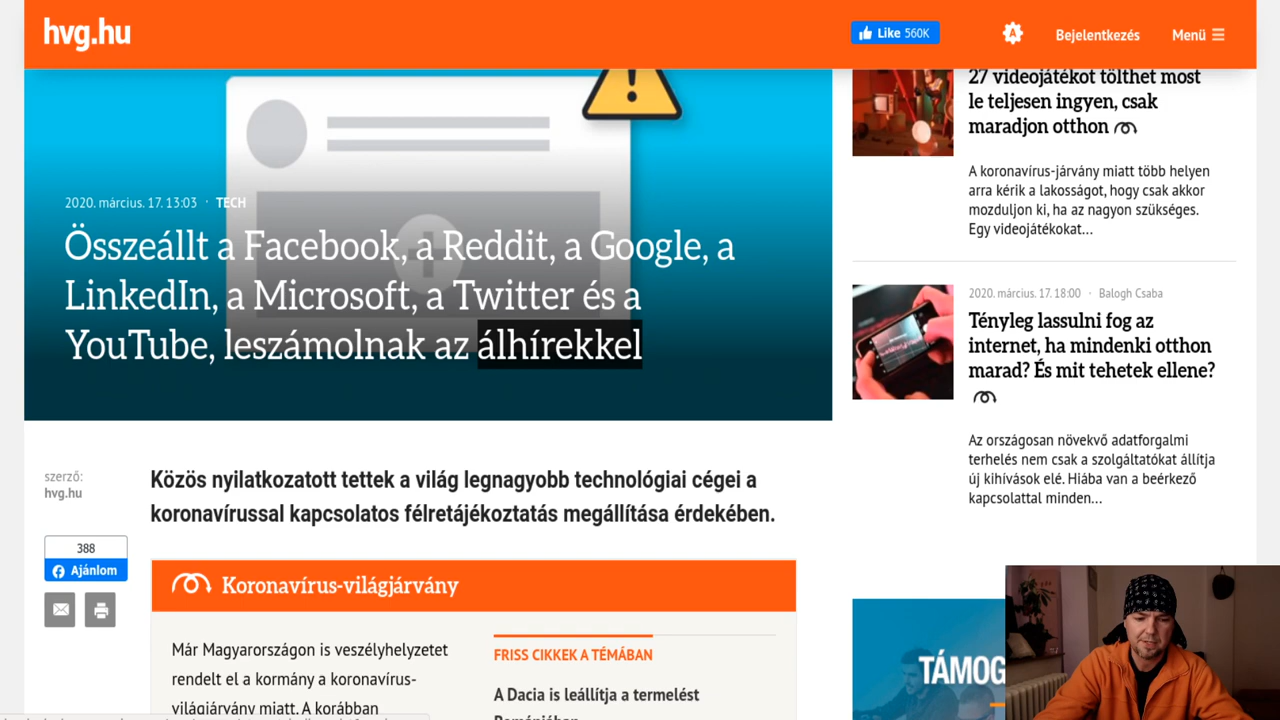 hvg.hu
Like 560K
A
Bejelentkezés
Menü
2020. március. 17. 13:03 · TECH
Összeállt a Facebook, a Reddit, a Google, a
LinkedIn, a Microsoft, a Twitter és a
YouTube, leszámolnak az álhírekkel
szerző:
hvg.hu
388
Ajánlom
Közös nyilatkozatott tettek a világ legnagyobb technológiai cégei a
koronavírussal kapcsolatos félretájékoztatás megállítása érdekében.
Koronavírus-világjárvány
Már Magyarországon is veszélyhelyzetet
rendelt el a kormány a koronavírus-
világjárvány miatt. A korábban
FRISS CIKKEK A TÉMÁBAN
A Dacia is leállítja a termelést
Romániában
27 videojátékot tölthet most
le teljesen ingyen, csak
maradjon otthon
A koronavírus-járvány miatt több helyen
arra kérik a lakosságot, hogy csak akkor
mozduljon ki, ha az nagyon szükséges.
Egy videojátékokat...
2020. március. 17. 18:00 · Balogh Csaba
Tényleg lassulni fog az
internet, ha mindenki otthon
marad? És mit tehetek ellene?
Az országosan növekvő adatforgalmi
terhelés nem csak a szolgáltatókat állítja
új kihívások elé. Hiába van a beérkező
kapcsolattal minden...
TÁMOG